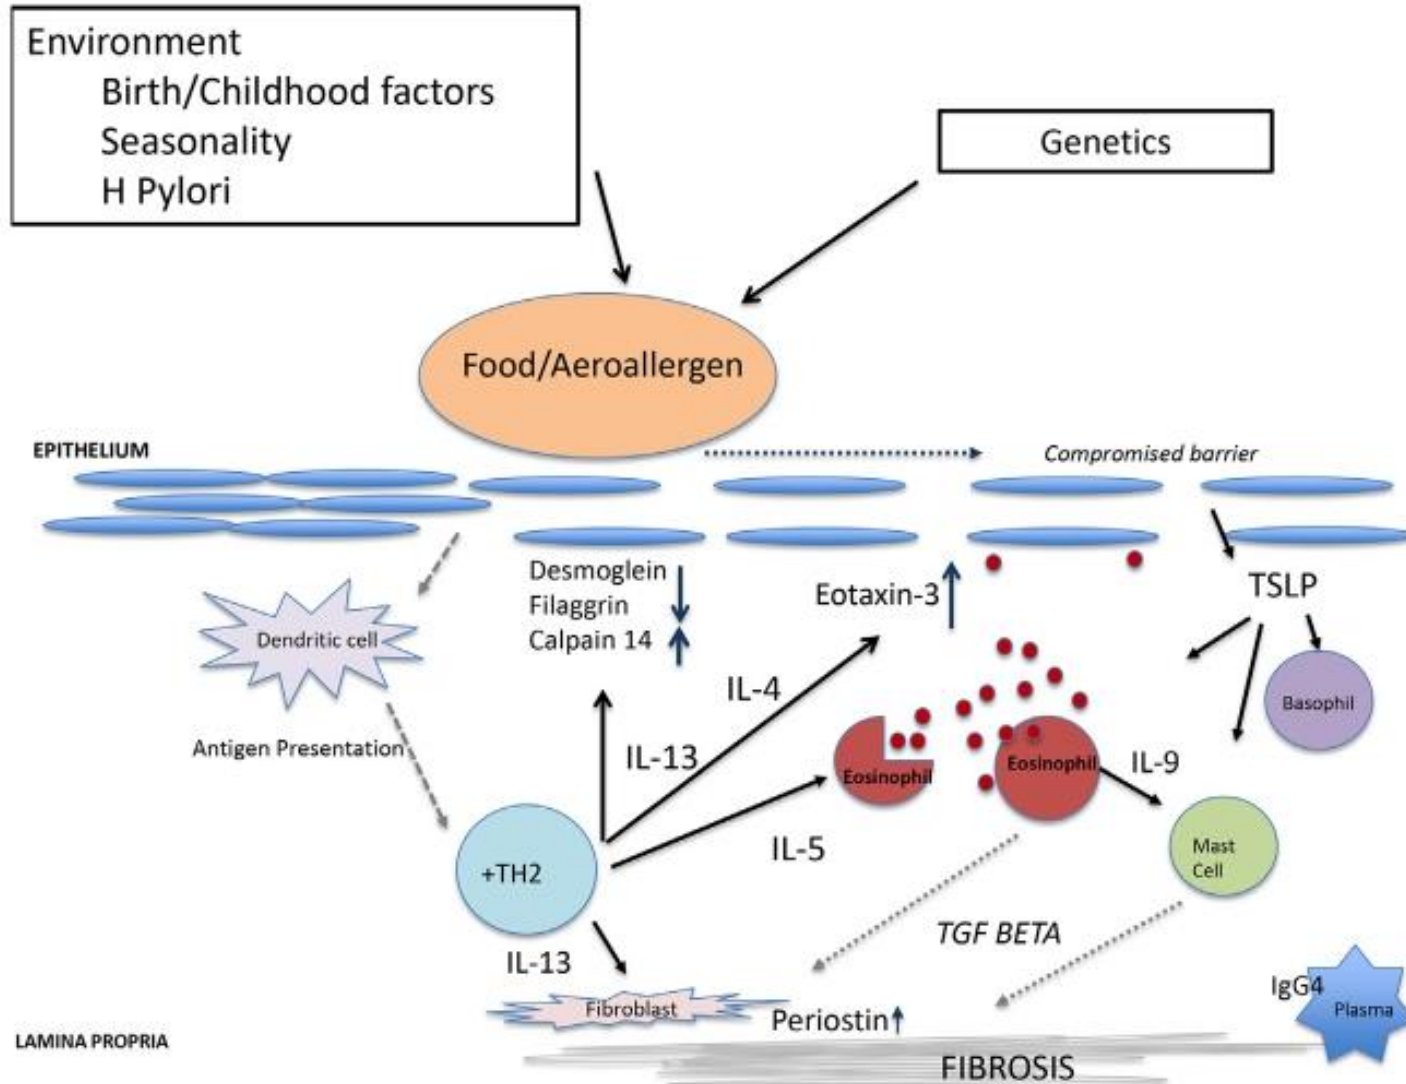 Environment
Birth/Childhood factors
Seasonality
H Pylori
Genetics
Food/Aeroallergen
EPITHELIUM
Compromised barrier
Desmoglein
Filaggrin
Calpain 14
Eotaxin-3
TSLP
Dendritic cell
Basophil
IL-4
Antigen Presentation
IL-13
Eosinophil
Eosinophil
IL-9
IL-5
Mast
Cell
+TH2
TGF BETA
IL-13
IgG4
Plasma
Fibroblast
Periostin
LAMINA PROPRIA
FIBROSIS